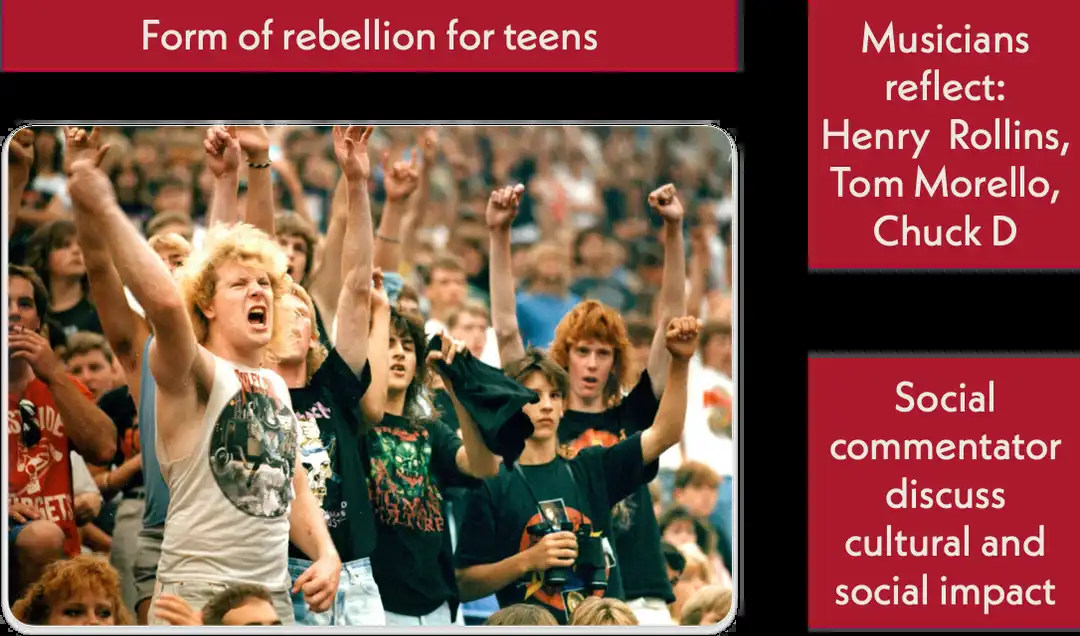 Form of rebellion for teens
Musicians
reflect:
Henry Rollins,
Tom Morello,
Chuck D
Social
commentator
discuss
cultural and
social impact
HUMAN